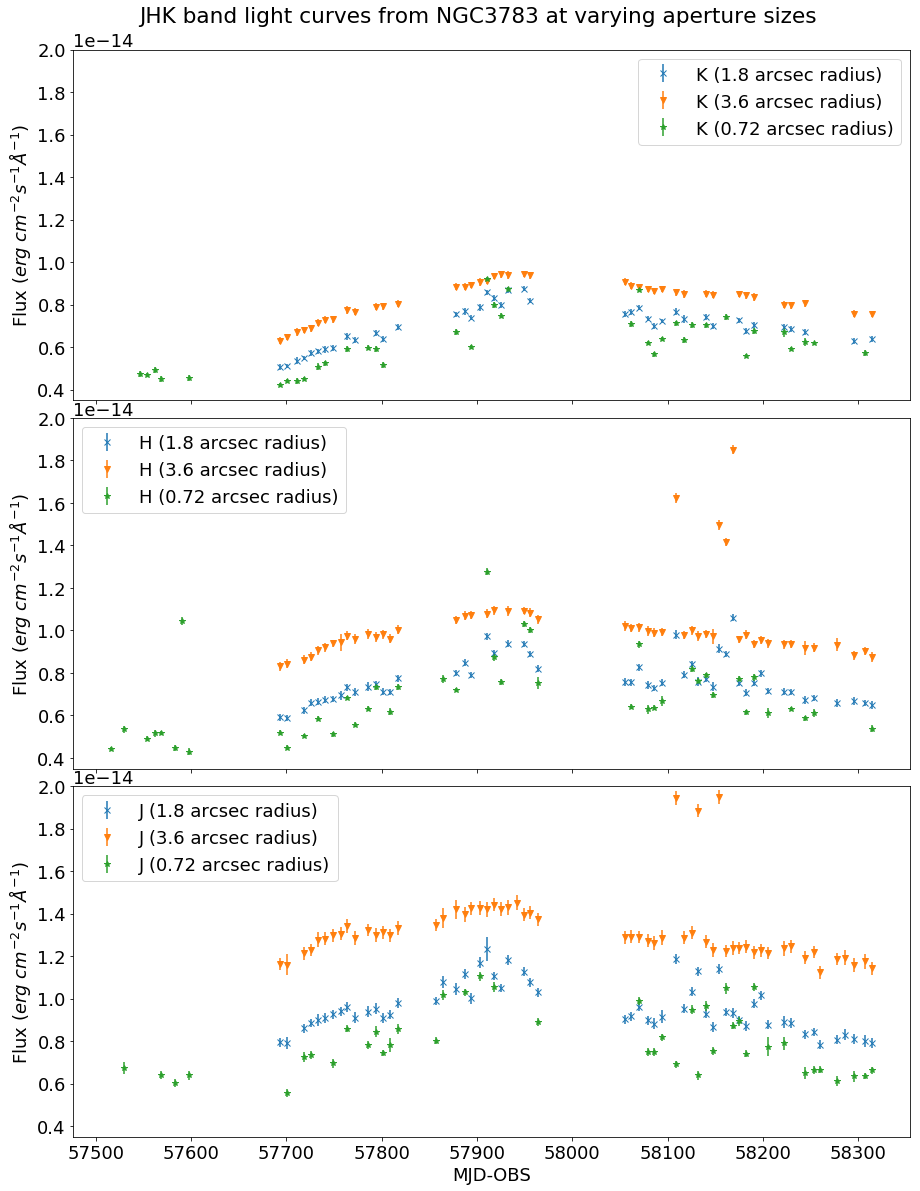 JHK band light curves from NGC3783 at varying aperture sizes
1e−14
2.0
1.8
1.6
1.4
1.2
1.0
0.8
0.6
0.4
Flux (erg cm⁻²s⁻¹Å⁻¹)
K (1.8 arcsec radius)
K (3.6 arcsec radius)
K (0.72 arcsec radius)
1e−14
2.0
1.8
1.6
1.4
1.2
1.0
0.8
0.6
0.4
Flux (erg cm⁻²s⁻¹Å⁻¹)
H (1.8 arcsec radius)
H (3.6 arcsec radius)
H (0.72 arcsec radius)
1e−14
2.0
1.8
1.6
1.4
1.2
1.0
0.8
0.6
0.4
Flux (erg cm⁻²s⁻¹Å⁻¹)
J (1.8 arcsec radius)
J (3.6 arcsec radius)
J (0.72 arcsec radius)
57500 57600 57700 57800 57900 58000 58100 58200 58300
MJD-OBS